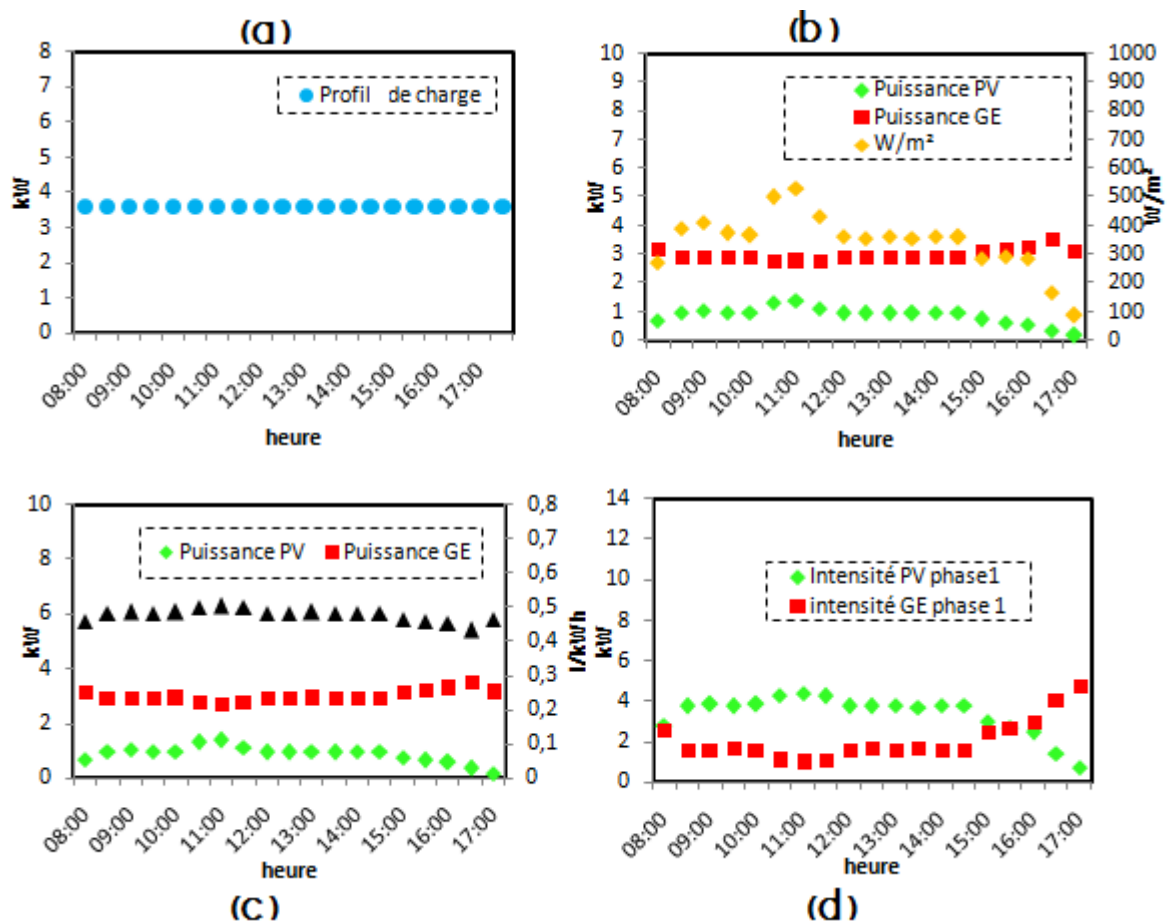 (a)
8
7
6
5
4
3
2
1
0
kW
Profil de charge
08:00 09:00 10:00 11:00 12:00 13:00 14:00 15:00 16:00 17:00
heure
(b)
10
9
8
7
6
5
4
3
2
1
0
kW
Puissance PV
Puissance GE
W/m²
1000
900
800
700
600
500
400
300
200
100
0
W/m²
08:00 09:00 10:00 11:00 12:00 13:00 14:00 15:00 16:00 17:00
heure
10
8
6
4
2
0
kW
Puissance PV Puissance GE
0,8
0,7
0,6
0,5
0,4
0,3
0,2
0,1
0
l/kWh
08:00 09:00 10:00 11:00 12:00 13:00 14:00 15:00 16:00 17:00
heure
(c)
14
12
10
8
6
4
2
0
kW
Intensité PV phase1
intensité GE phase 1
08:00 09:00 10:00 11:00 12:00 13:00 14:00 15:00 16:00 17:00
heure
(d)